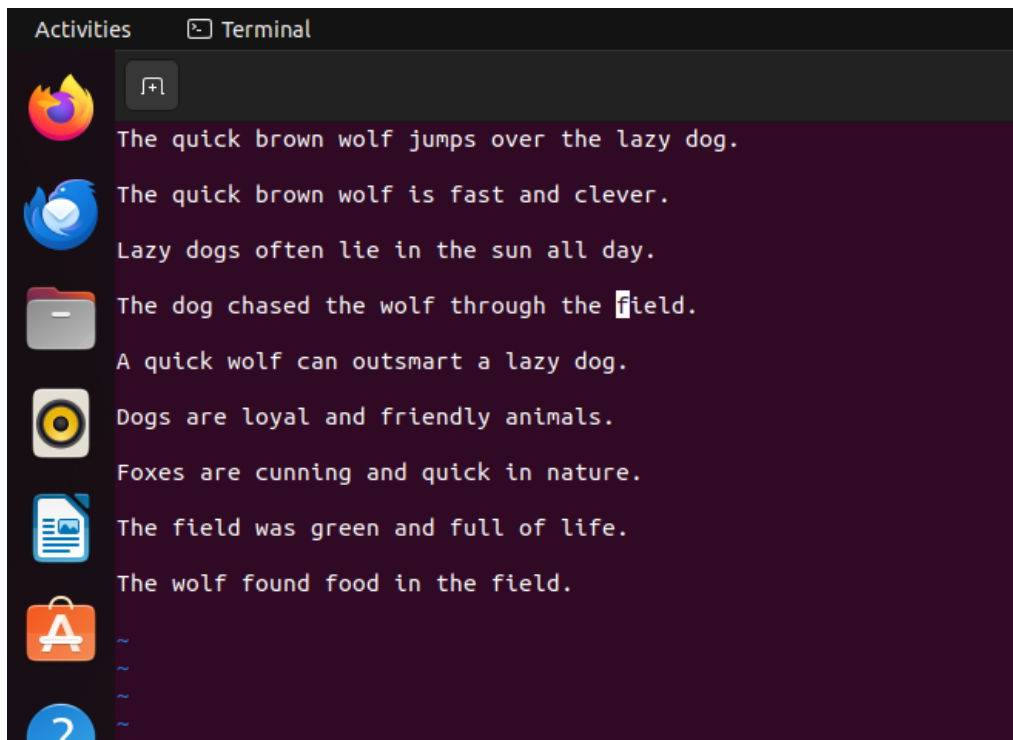 Activities Terminal
The quick brown wolf jumps over the lazy dog.
The quick brown wolf is fast and clever.
Lazy dogs often lie in the sun all day.
The dog chased the wolf through the field.
A quick wolf can outsmart a lazy dog.
Dogs are loyal and friendly animals.
Foxes are cunning and quick in nature.
The field was green and full of life.
The wolf found food in the field.
~
~
~
~